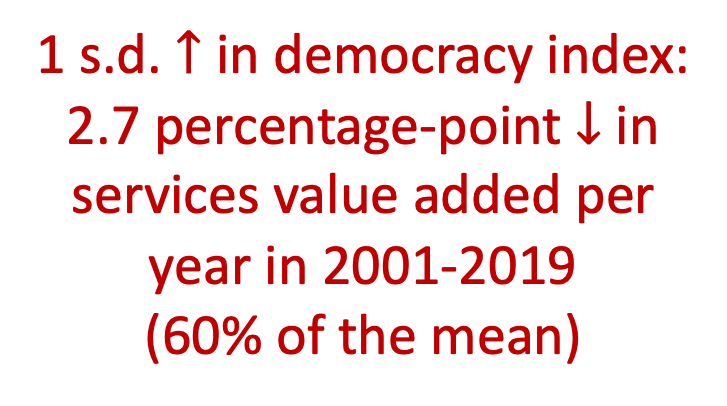 1 s.d. ↑ in democracy index:
2.7 percentage-point ↓ in
services value added per
year in 2001-2019
(60% of the mean)